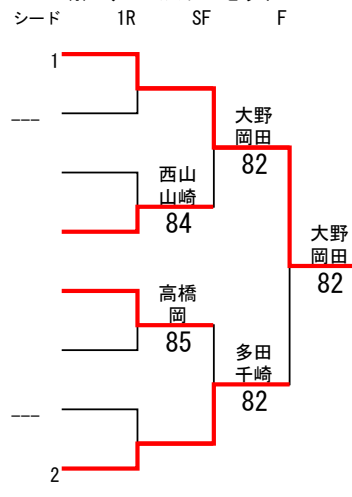 シード 1R SF F
1
---
大野
岡田
82
西山
山崎
84
大野
岡田
82
高橋
岡
85
多田
千崎
82
---
2